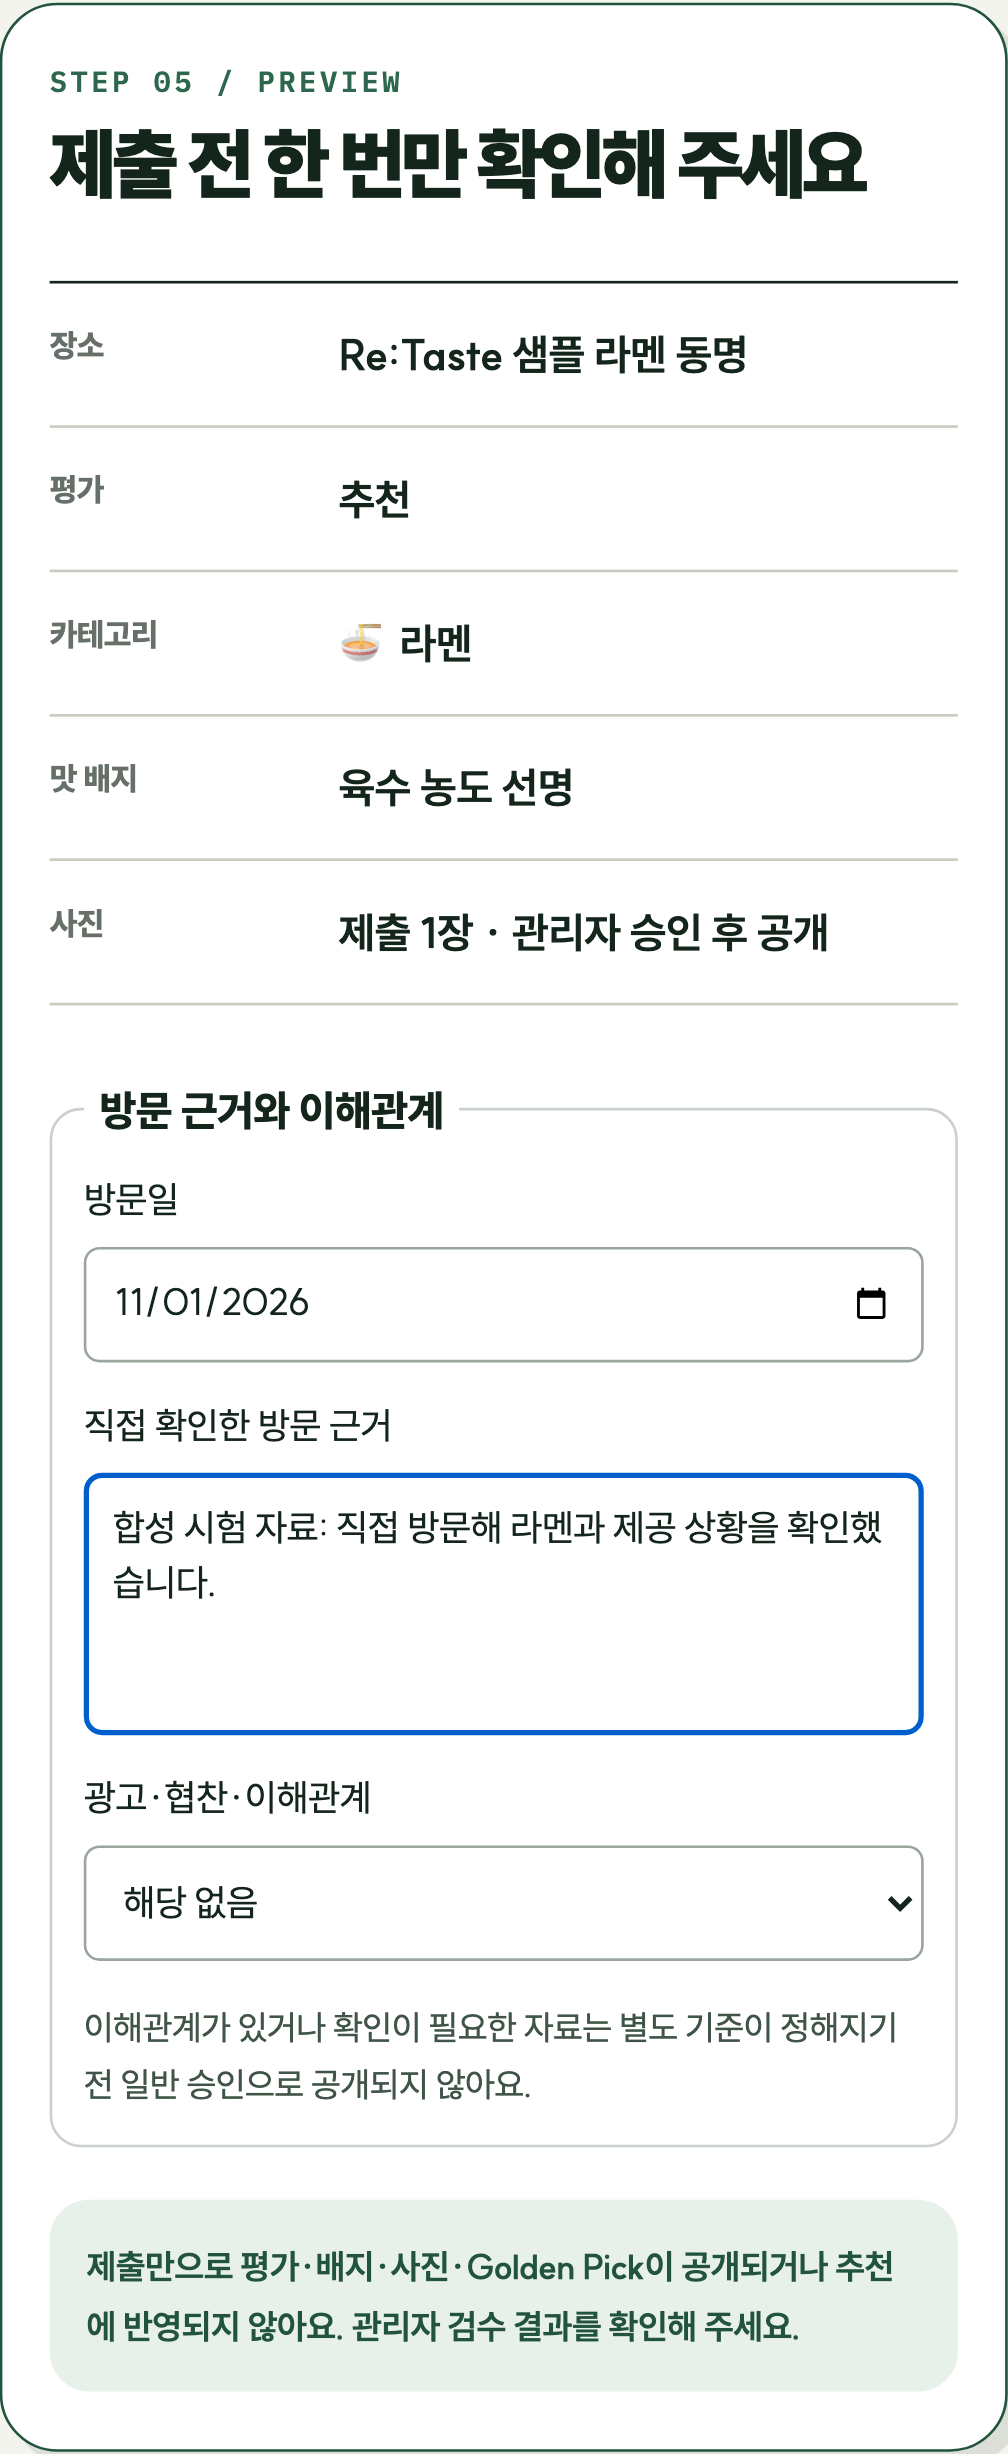 STEP 05 / PREVIEW
제출 전 한 번만 확인해 주세요
장소
Re:Taste 샘플 라멘 동명
평가
추천
카테고리
🍜 라멘
맛 배지
육수 농도 선명
사진
제출 1장 · 관리자 승인 후 공개
방문 근거와 이해관계
방문일
11/01/2026
직접 확인한 방문 근거
합성 시험 자료: 직접 방문해 라멘과 제공 상황을 확인했
습니다.
광고·협찬·이해관계
해당 없음
이해관계가 있거나 확인이 필요한 자료는 별도 기준이 정해지기
전 일반 승인으로 공개되지 않아요.
제출만으로 평가·배지·사진·Golden Pick이 공개되거나 추천
에 반영되지 않아요. 관리자 검수 결과를 확인해 주세요.